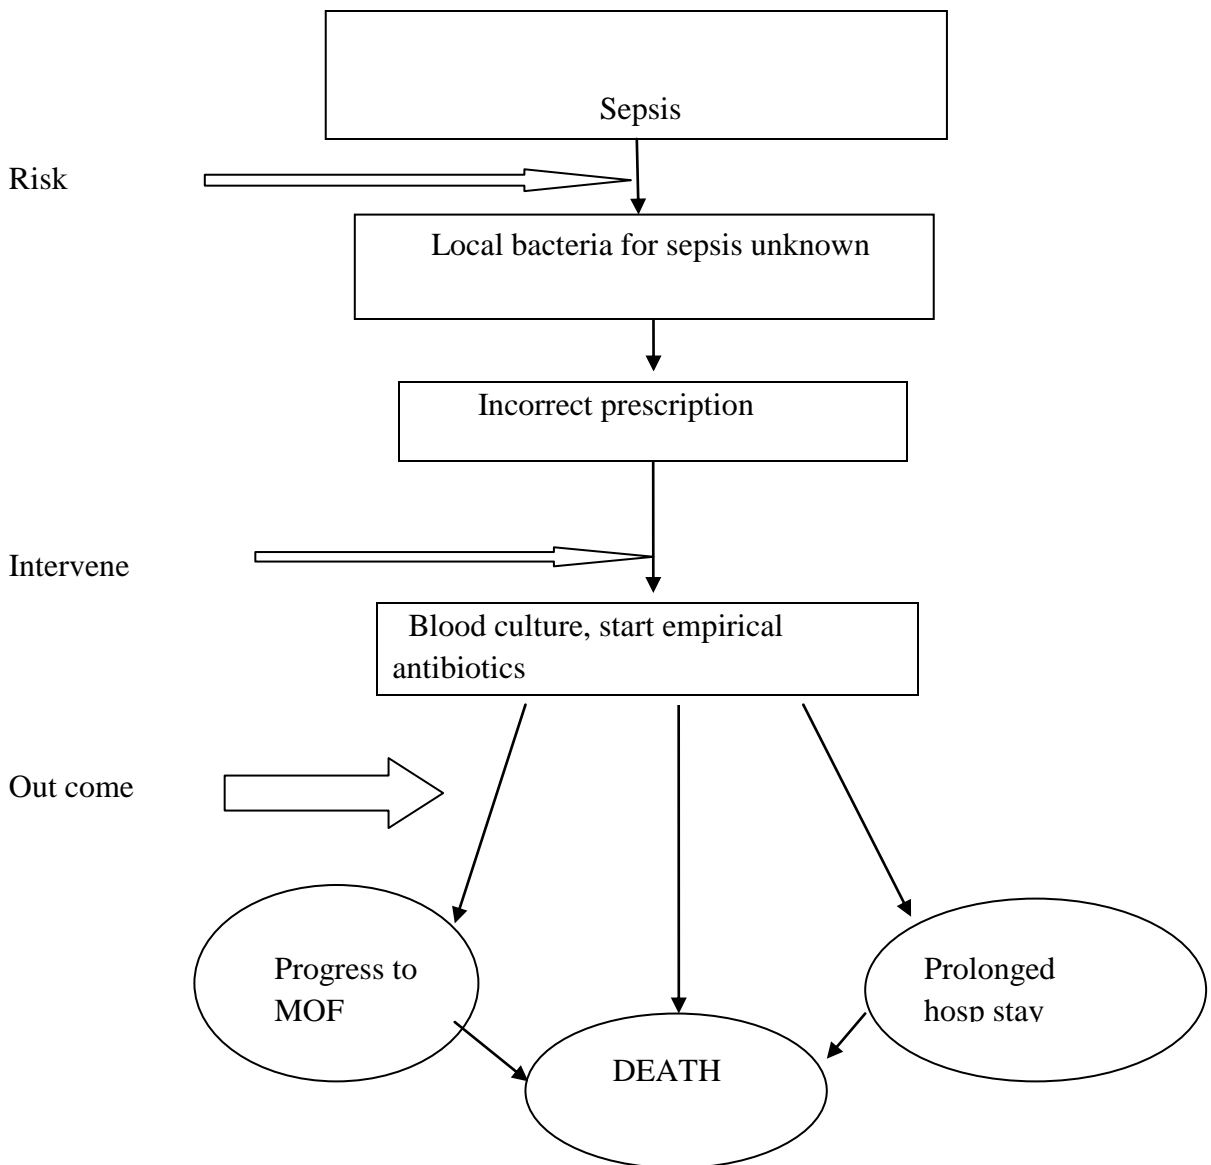 Sepsis
Risk
Local bacteria for sepsis unknown
Incorrect prescription
Intervene
Blood culture, start empirical
antibiotics
Out come
Progress to
MOF
Prolonged
hosp stay
DEATH